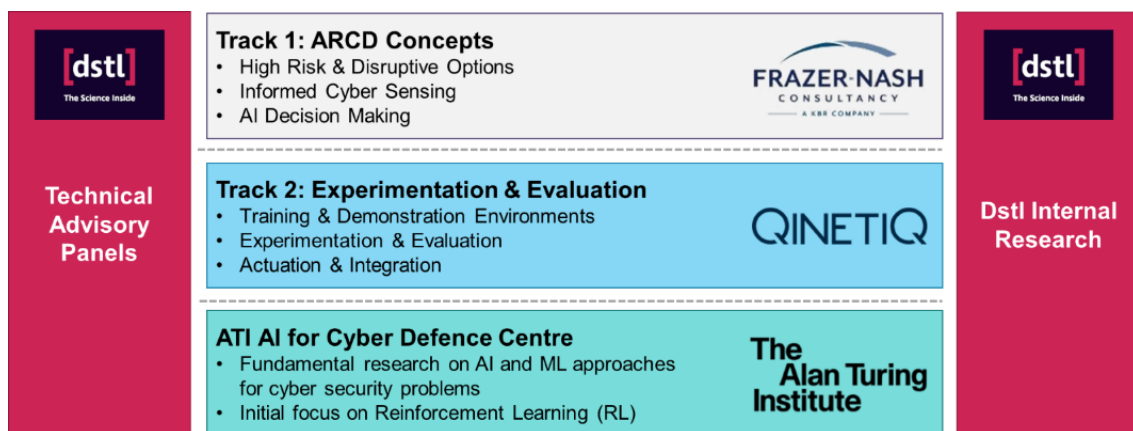 [dstl]
The Science Inside
Technical
Advisory
Panels
Track 1: ARCD Concepts
• High Risk & Disruptive Options
• Informed Cyber Sensing
• AI Decision Making
FRAZER-NASH
CONSULTANCY
A KBR COMPANY
Track 2: Experimentation & Evaluation
• Training & Demonstration Environments
• Experimentation & Evaluation
• Actuation & Integration
QINETIQ
ATI AI for Cyber Defence Centre
• Fundamental research on AI and ML approaches
for cyber security problems
• Initial focus on Reinforcement Learning (RL)
The
Alan Turing
Institute
[dstl]
The Science Inside
Dstl Internal
Research